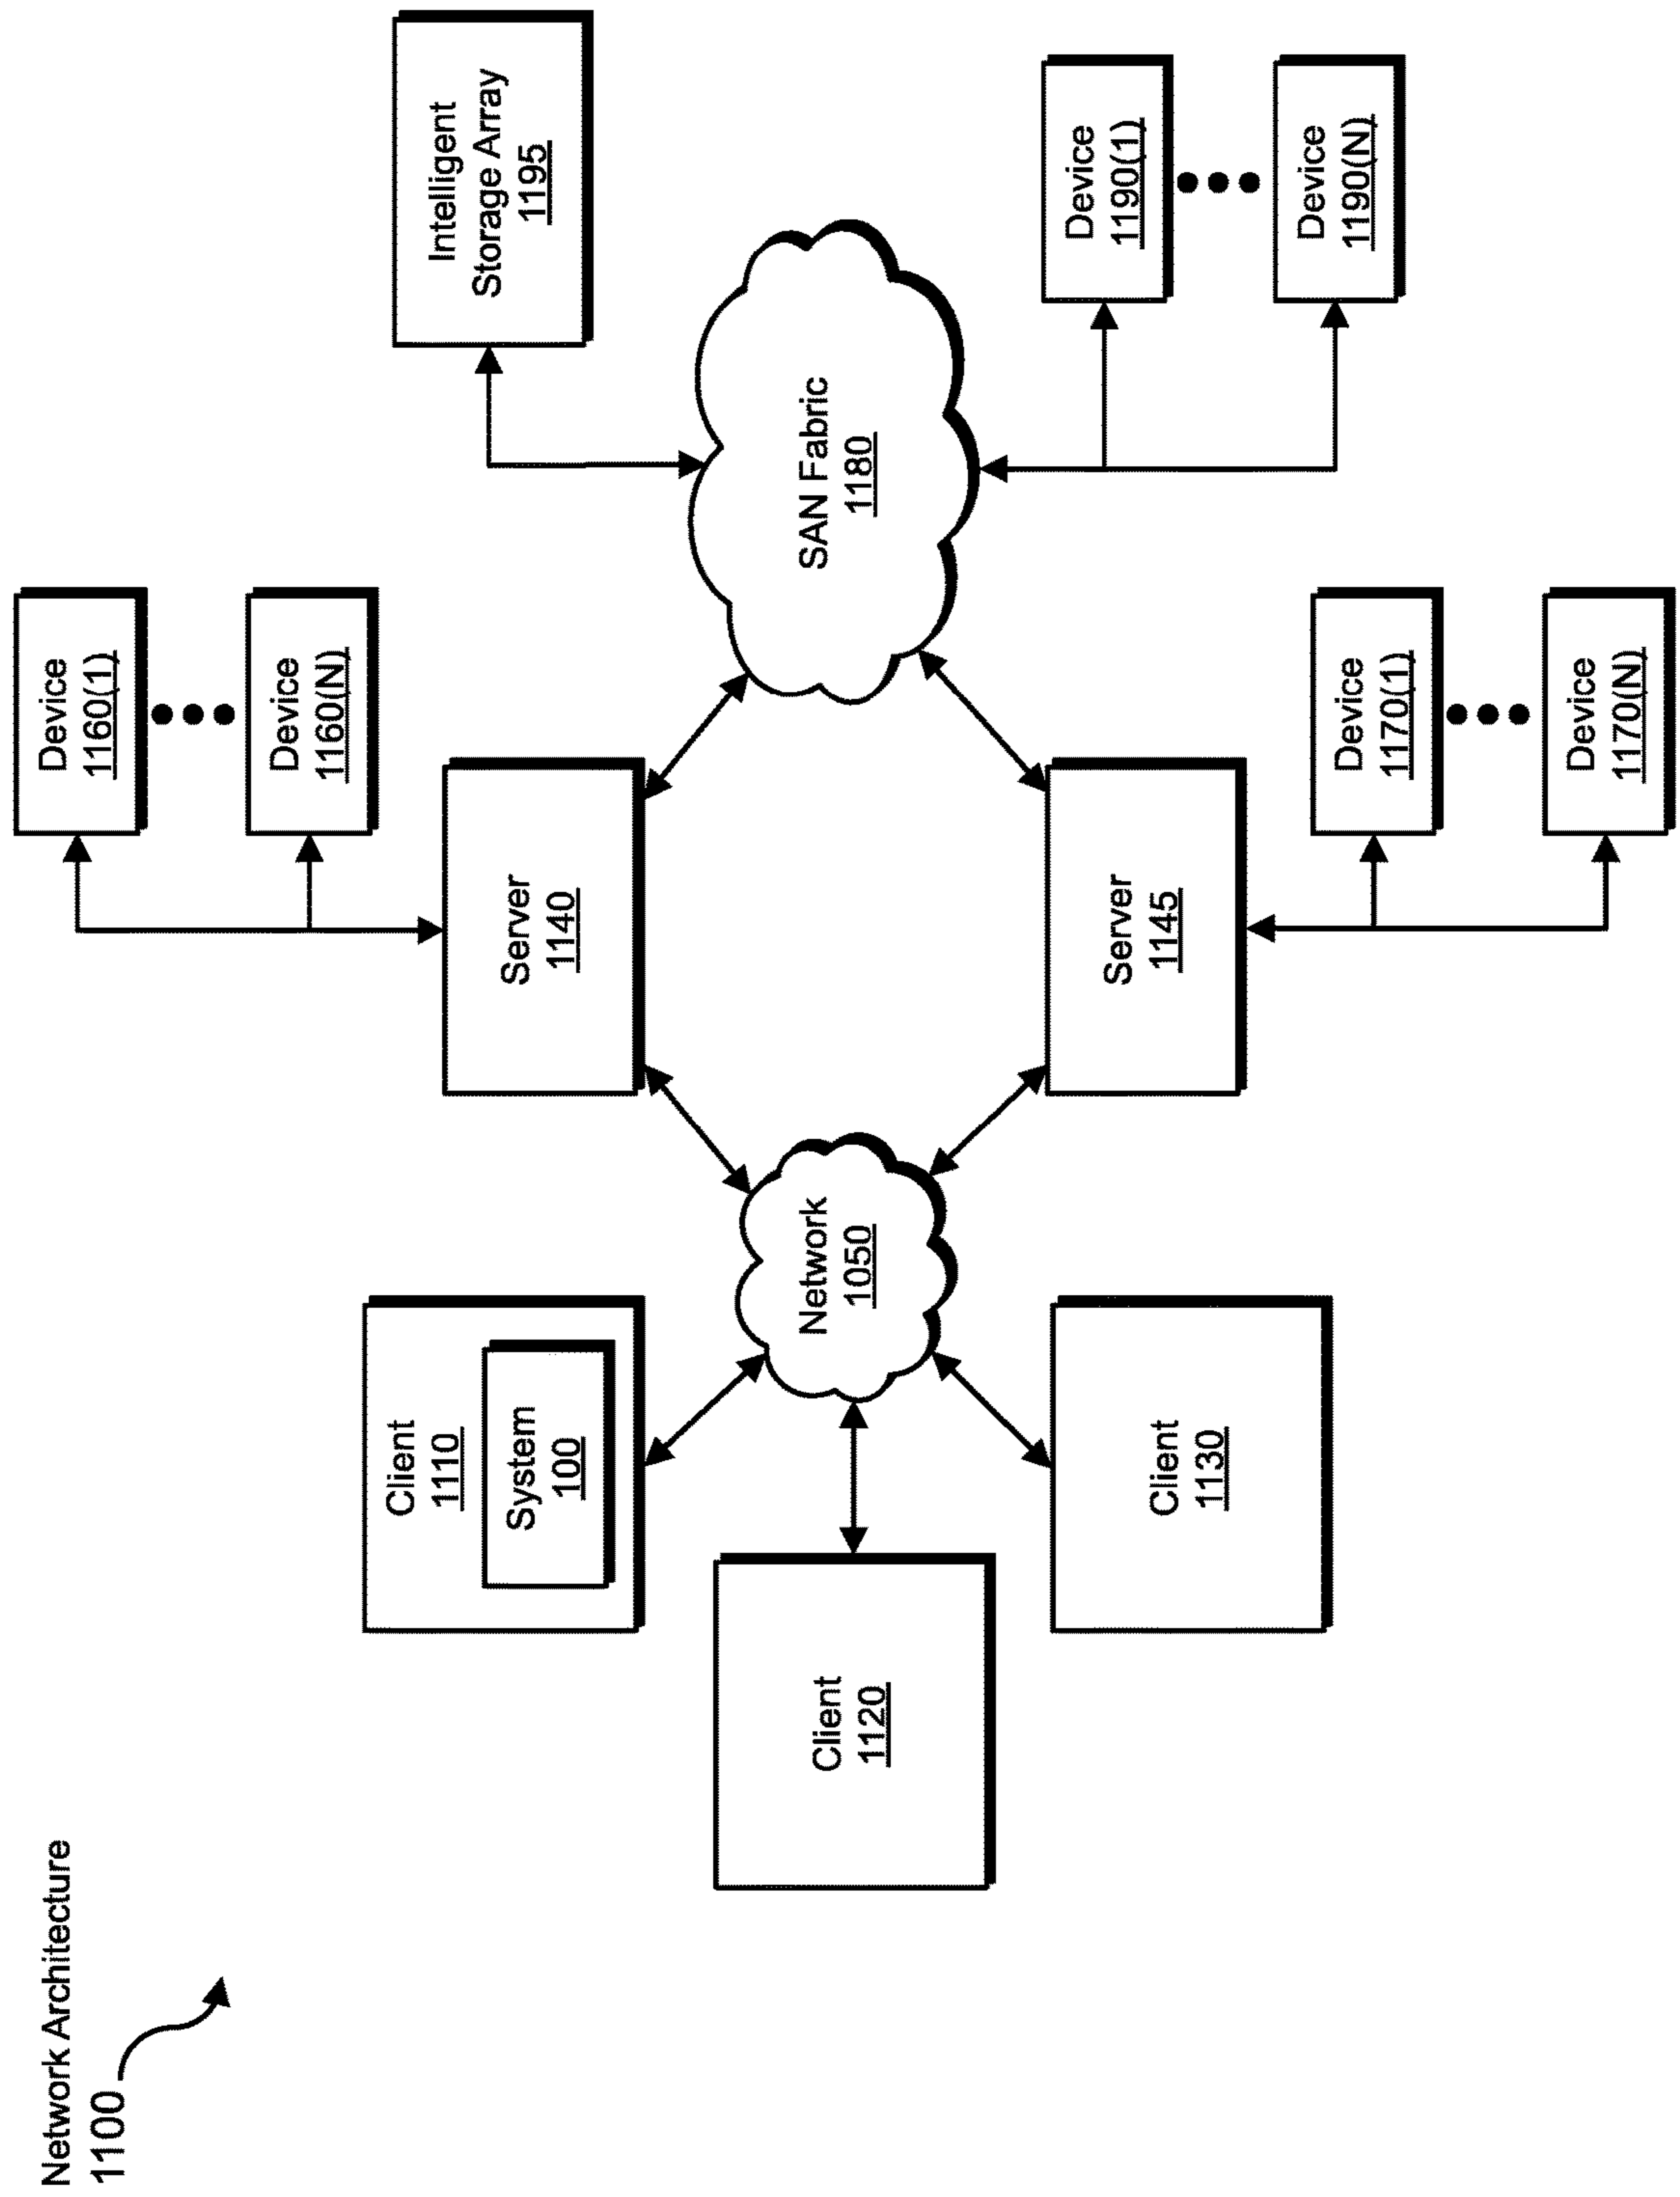 Network Architecture
1100
Device
1160(1)
Device
1160(N)
Intelligent
Storage Array
1195
Client
1110
System
100
Server
1140
Client
1120
Network
1050
SAN Fabric
1180
Client
1130
Server
1145
Device
1190(1)
Device
1190(N)
Device
1170(1)
Device
1170(N)